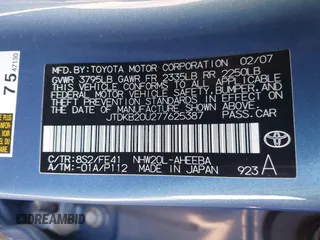 MFD. BY: TOYOTA MOTOR CORPORATION 02/07
GVWR 3795LB GAWR FR 2335LB RR 2250LB
THIS VEHICLE CONFORMS TO ALL APPLICABLE
FEDERAL MOTOR VEHICLE SAFETY, BUMPER, AND THEFT
PREVENTION STANDARDS IN EFFECT ON THE DATE OF
MANUFACTURE SHOWN ABOVE.
JTDKB20U277625387 PASS.CAR
C/TR: 8S2/FE41 NHW20L-AHEEBA
A/TM: -01A/P112 MADE IN JAPAN 923 A
75 47130
DREAMBID